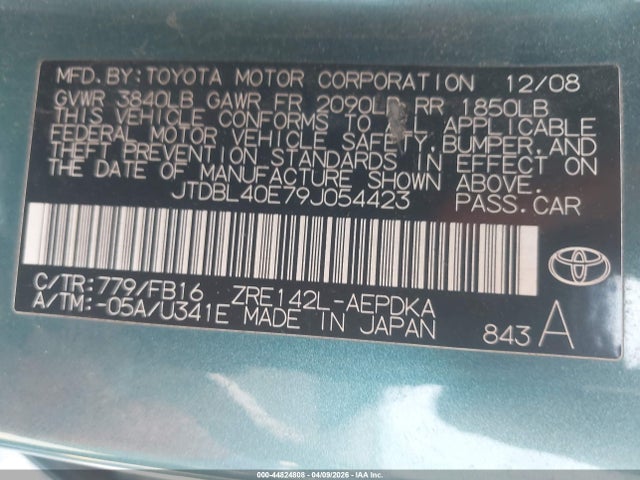 MFD.BY:TOYOTA MOTOR CORPORATION 12/08
GVWR 3840LB GAWR FR 2090LB RR 1850LB
THIS VEHICLE CONFORMS TO ALL APPLICABLE
FEDERAL MOTOR VEHICLE SAFETY,BUMPER,AND
THEFT PREVENTION STANDARDS IN EFFECT ON
THE DATE OF MANUFACTURE SHOWN ABOVE.
JTDBL40E79J054423 PASS.CAR
C/TR:779/FB16 ZRE142L-AEPDKA
A/TM:-05A/U341E MADE IN JAPAN 843 A
000-44824808 - 04/09/2026 - IAA Inc.